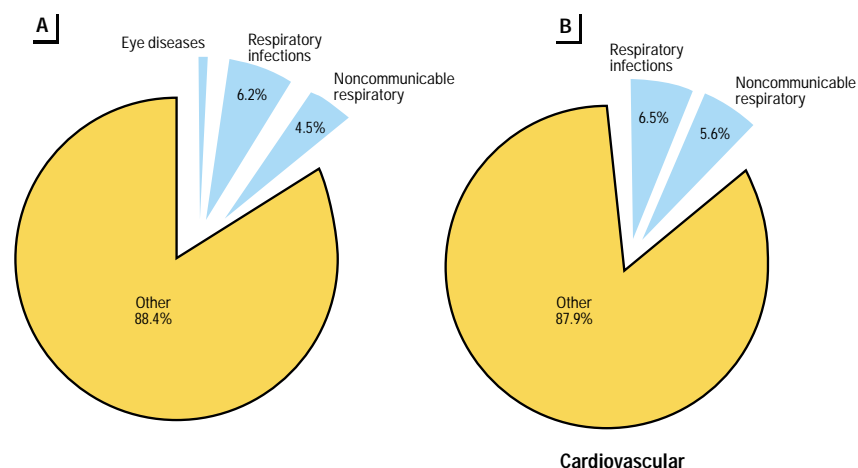 A
Eye diseases
Respiratory
infections
6.2%
Noncommunicable
respiratory
4.5%
Other
88.4%
B
Respiratory
infections
6.5%
Noncommunicable
respiratory
5.6%
Other
87.9%
Cardiovascular